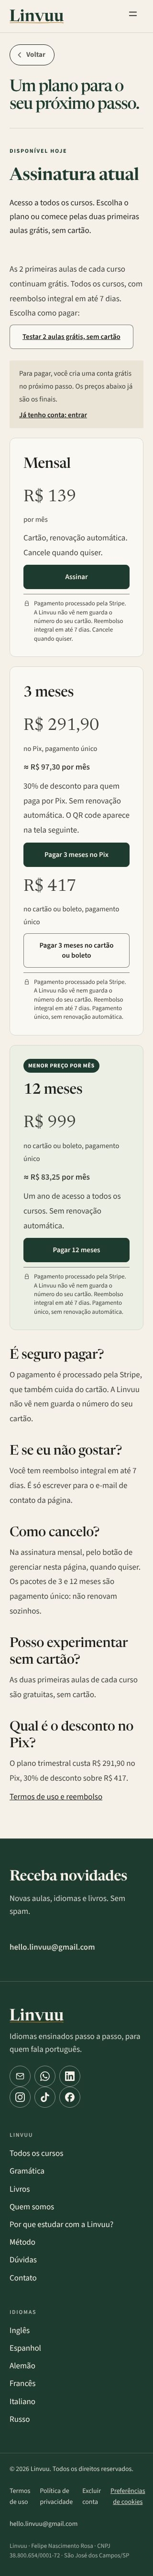 Linvuu
Voltar
Um plano para o
seu próximo passo.
DISPONÍVEL HOJE
Assinatura atual
Acesso a todos os cursos. Escolha o
plano ou comece pelas duas primeiras
aulas grátis, sem cartão.
As 2 primeiras aulas de cada curso
continuam grátis. Todos os cursos, com
reembolso integral em até 7 dias.
Escolha como pagar:
Testar 2 aulas grátis, sem cartão
Para pagar, você cria uma conta grátis
no próximo passo. Os preços abaixo já
são os finais.
Já tenho conta: entrar
Mensal
R$ 139
por mês
Cartão, renovação automática.
Cancele quando quiser.
Assinar
Pagamento processado pela Stripe.
A Linvuu não vê nem guarda o
número do seu cartão. Reembolso
integral em até 7 dias. Cancele
quando quiser.
3 meses
R$ 291,90
no Pix, pagamento único
≈ R$ 97,30 por mês
30% de desconto para quem
paga por Pix. Sem renovação
automática. O QR code aparece
na tela seguinte.
Pagar 3 meses no Pix
R$ 417
no cartão ou boleto, pagamento
único
Pagar 3 meses no cartão
ou boleto
Pagamento processado pela Stripe.
A Linvuu não vê nem guarda o
número do seu cartão. Reembolso
integral em até 7 dias. Pagamento
único, sem renovação automática.
MENOR PREÇO POR MÊS
12 meses
R$ 999
no cartão ou boleto, pagamento
único
≈ R$ 83,25 por mês
Um ano de acesso a todos os
cursos. Sem renovação
automática.
Pagar 12 meses
Pagamento processado pela Stripe.
A Linvuu não vê nem guarda o
número do seu cartão. Reembolso
integral em até 7 dias. Pagamento
único, sem renovação automática.
É seguro pagar?
O pagamento é processado pela Stripe,
que também cuida do cartão. A Linvuu
não vê nem guarda o número do seu
cartão.
E se eu não gostar?
Você tem reembolso integral em até 7
dias. É só escrever para o e-mail de
contato da página.
Como cancelo?
Na assinatura mensal, pelo botão de
gerenciar nesta página, quando quiser.
Os pacotes de 3 e 12 meses são
pagamento único: não renovam
sozinhos.
Posso experimentar
sem cartão?
As duas primeiras aulas de cada curso
são gratuitas, sem cartão.
Qual é o desconto no
Pix?
O plano trimestral custa R$ 291,90 no
Pix, 30% de desconto sobre R$ 417.
Termos de uso e reembolso
Receba novidades
Novas aulas, idiomas e livros. Sem
spam.
hello.linvuu@gmail.com
Linvuu
Idiomas ensinados passo a passo, para
quem fala português.
LINVUU
Todos os cursos
Gramática
Livros
Quem somos
Por que estudar com a Linvuu?
Método
Dúvidas
Contato
IDIOMAS
Inglês
Espanhol
Alemão
Francês
Italiano
Russo
© 2026 Linvuu. Todos os direitos reservados.
Termos de uso
Política de privacidade
Excluir conta
Preferências de cookies
hello.linvuu@gmail.com
Linvuu · Felipe Nascimento Rosa · CNPJ
38.800.654/0001-72 · São José dos Campos/SP